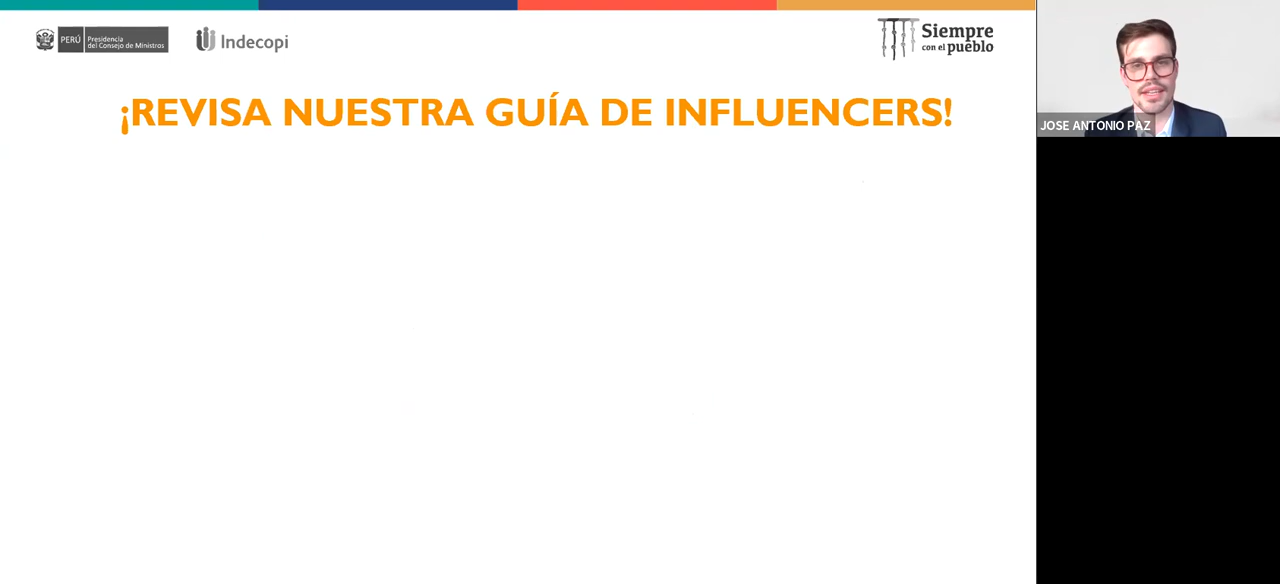 PERÚ
Presidencia
del Consejo de Ministros
Indecopi
Siempre
con el pueblo
¡REVISA NUESTRA GUÍA DE INFLUENCERS!
JOSE ANTONIO PAZ